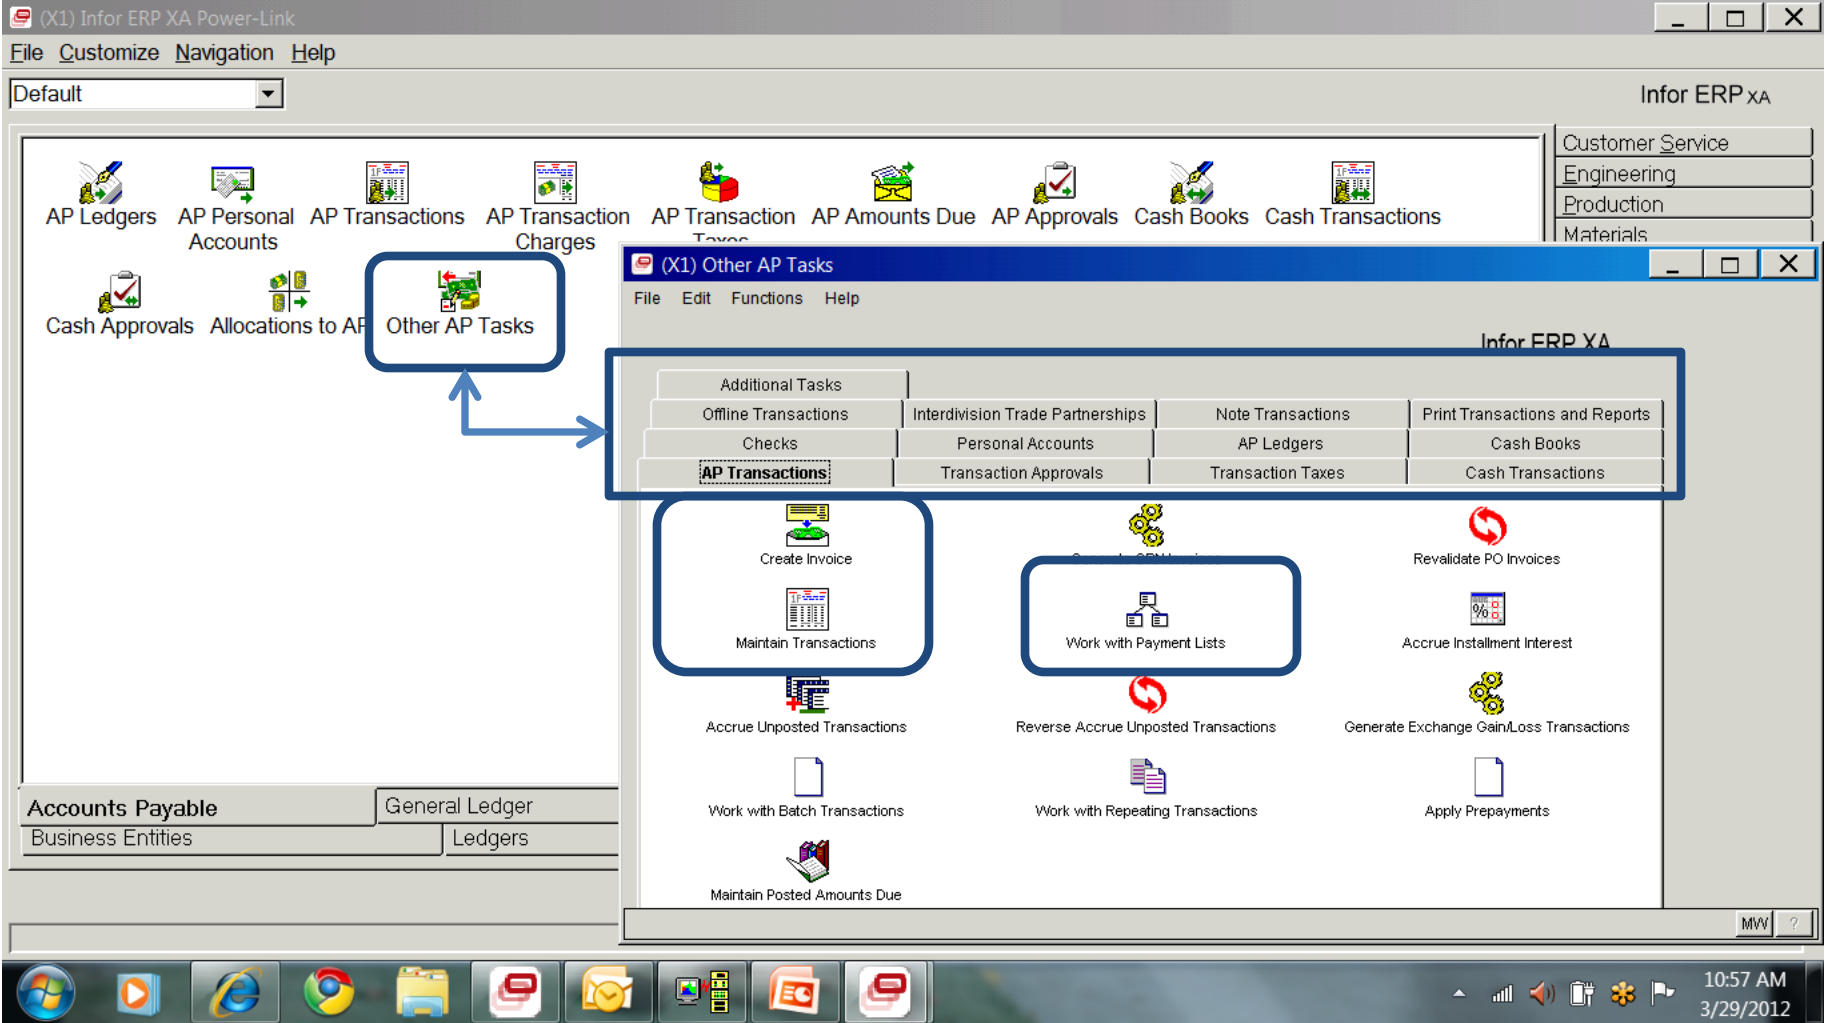 (X1) Infor ERP XA Power-Link
File Customize Navigation Help
Default
Infor ERP XA
Customer Service
Engineering
Production
Materials
AP Ledgers
AP Personal
Accounts
AP Transactions
AP Transaction
Charges
AP Transaction
Taxes
AP Amounts Due
AP Approvals
Cash Books
Cash Transactions
Cash Approvals
Allocations to AP
Other AP Tasks
(X1) Other AP Tasks
File Edit Functions Help
Infor ERP XA
Additional Tasks
Offline Transactions
Interdivision Trade Partnerships
Note Transactions
Print Transactions and Reports
Checks
Personal Accounts
AP Ledgers
Cash Books
AP Transactions
Transaction Approvals
Transaction Taxes
Cash Transactions
Create Invoice
Revalidate PO Invoices
Maintain Transactions
Work with Payment Lists
Accrue Installment Interest
Accrue Unposted Transactions
Reverse Accrue Unposted Transactions
Generate Exchange Gain/Loss Transactions
Work with Batch Transactions
Work with Repeating Transactions
Apply Prepayments
Maintain Posted Amounts Due
Accounts Payable
General Ledger
Business Entities
Ledgers
MW ?
10:57 AM
3/29/2012